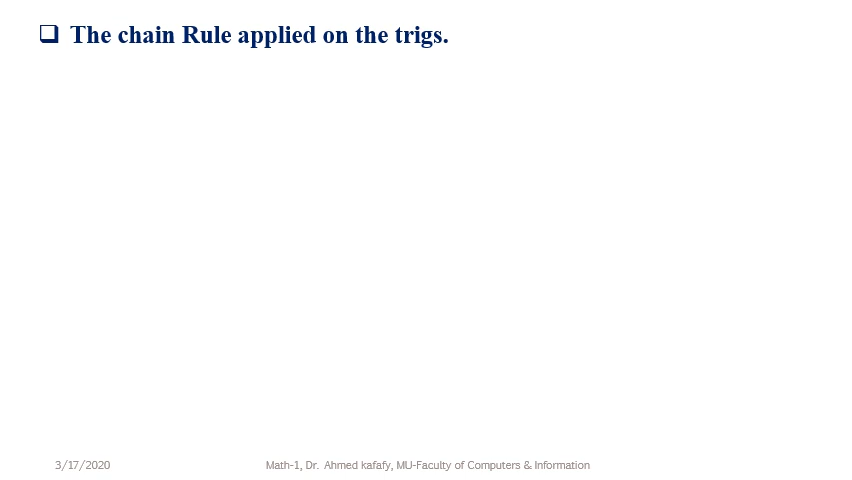 ❑ The chain Rule applied on the trigs.
3/17/2020
Math-1, Dr. Ahmed kafafy, MU-Faculty of Computers & Information